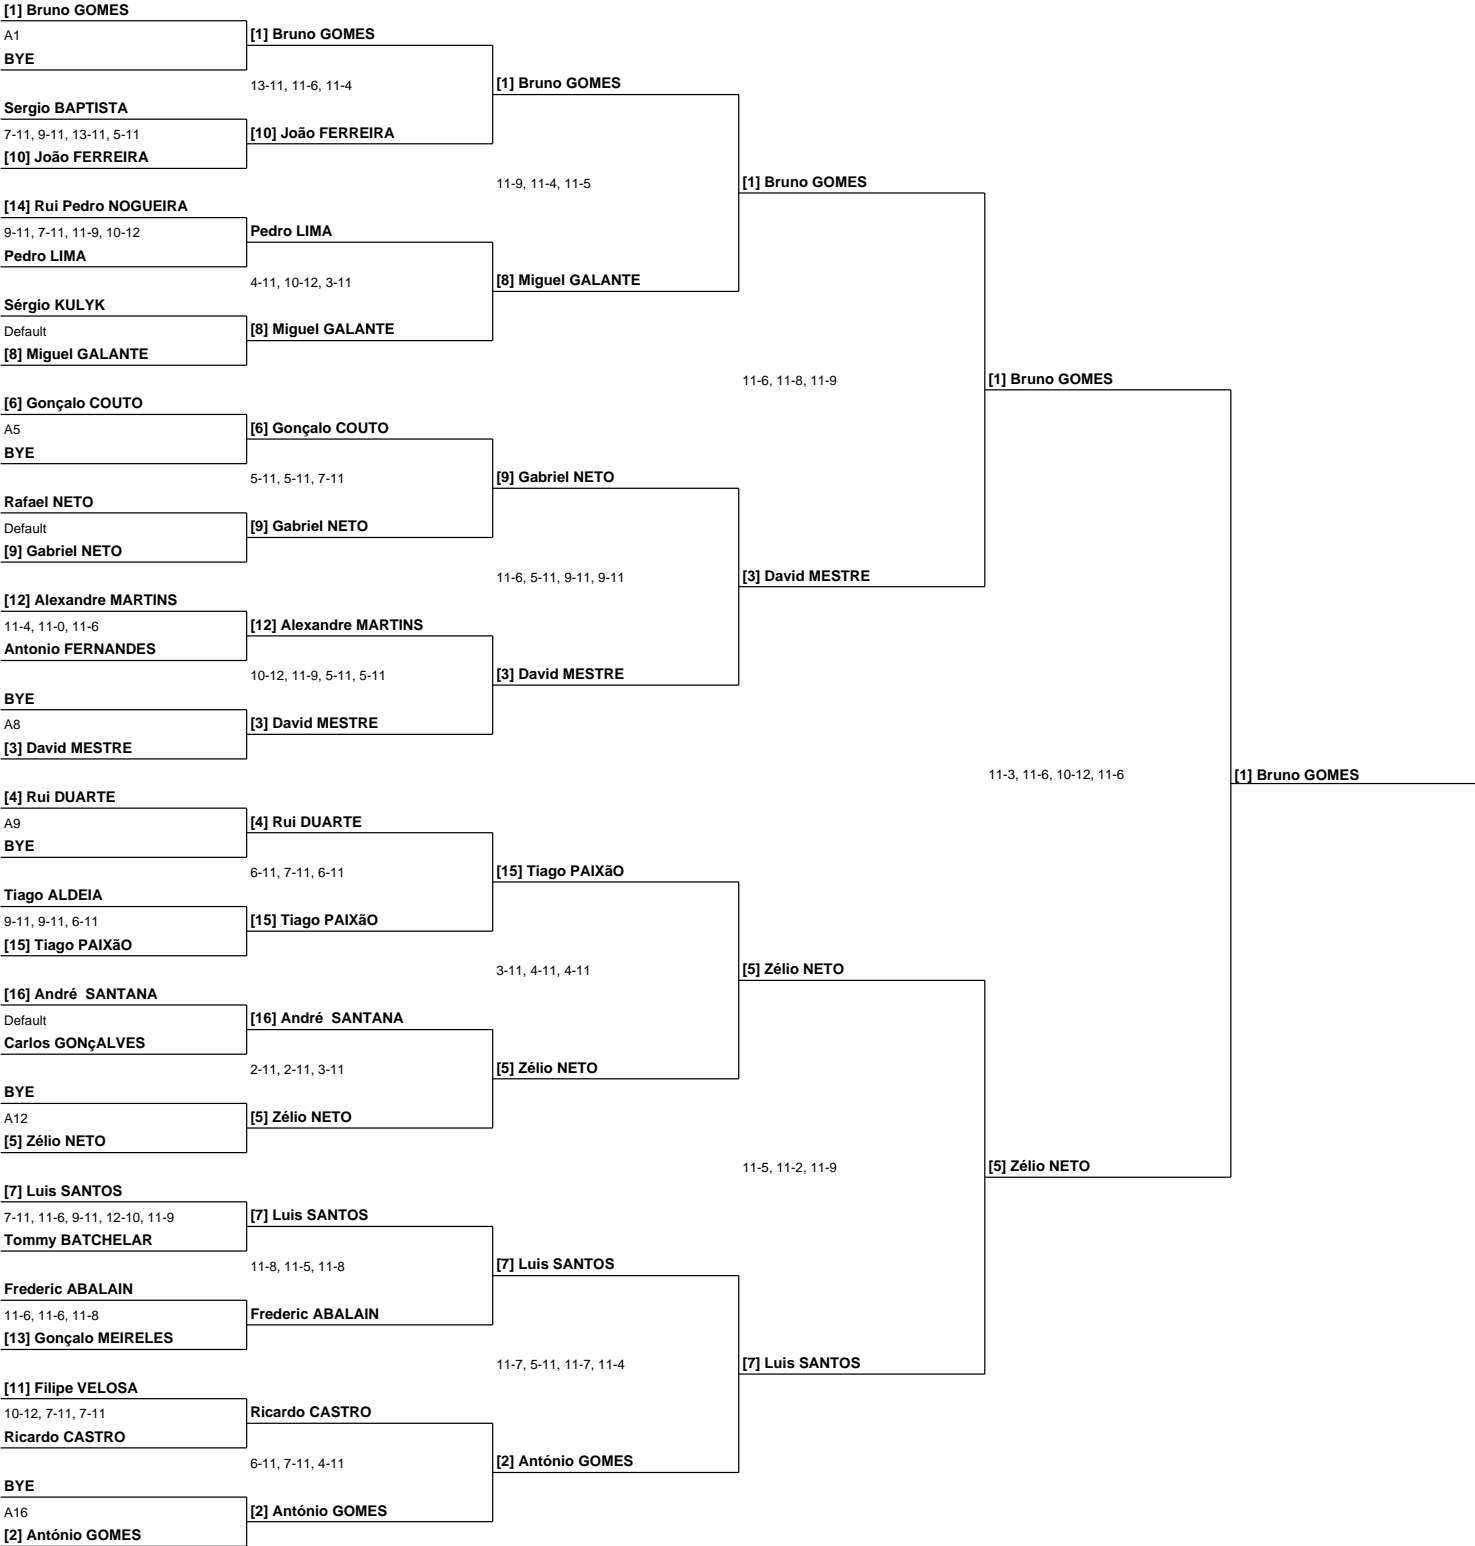 [1] Bruno GOMES
A1
[1] Bruno GOMES
BYE
13-11, 11-6, 11-4
[1] Bruno GOMES
Sergio BAPTISTA
7-11, 9-11, 13-11, 5-11
[10] João FERREIRA
[10] João FERREIRA
11-9, 11-4, 11-5
[1] Bruno GOMES
[14] Rui Pedro NOGUEIRA
9-11, 7-11, 11-9, 10-12
Pedro LIMA
Pedro LIMA
4-11, 10-12, 3-11
[8] Miguel GALANTE
Sérgio KULYK
Default
[8] Miguel GALANTE
[8] Miguel GALANTE
11-6, 11-8, 11-9
[1] Bruno GOMES
[6] Gonçalo COUTO
A5
[6] Gonçalo COUTO
BYE
5-11, 5-11, 7-11
[9] Gabriel NETO
Rafael NETO
Default
[9] Gabriel NETO
[9] Gabriel NETO
11-6, 5-11, 9-11, 9-11
[3] David MESTRE
[12] Alexandre MARTINS
11-4, 11-0, 11-6
[12] Alexandre MARTINS
Antonio FERNANDES
10-12, 11-9, 5-11, 5-11
[3] David MESTRE
BYE
A8
[3] David MESTRE
[3] David MESTRE
11-3, 11-6, 10-12, 11-6
[1] Bruno GOMES
[4] Rui DUARTE
A9
[4] Rui DUARTE
BYE
6-11, 7-11, 6-11
[15] Tiago PAIXãO
Tiago ALDEIA
9-11, 9-11, 6-11
[15] Tiago PAIXãO
[15] Tiago PAIXãO
3-11, 4-11, 4-11
[5] Zélio NETO
[16] André  SANTANA
Default
[16] André  SANTANA
Carlos GONçALVES
2-11, 2-11, 3-11
[5] Zélio NETO
BYE
A12
[5] Zélio NETO
[5] Zélio NETO
11-5, 11-2, 11-9
[5] Zélio NETO
[7] Luis SANTOS
7-11, 11-6, 9-11, 12-10, 11-9
[7] Luis SANTOS
Tommy BATCHELAR
11-8, 11-5, 11-8
[7] Luis SANTOS
Frederic ABALAIN
11-6, 11-6, 11-8
Frederic ABALAIN
[13] Gonçalo MEIRELES
11-7, 5-11, 11-7, 11-4
[7] Luis SANTOS
[11] Filipe VELOSA
10-12, 7-11, 7-11
Ricardo CASTRO
Ricardo CASTRO
6-11, 7-11, 4-11
[2] António GOMES
BYE
A16
[2] António GOMES
[2] António GOMES